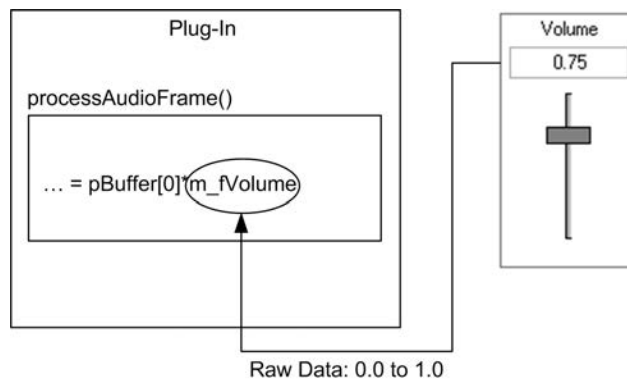 Plug-In
processAudioFrame()
... = pBuffer[0]*m_fVolume
Volume
0.75
Raw Data: 0.0 to 1.0